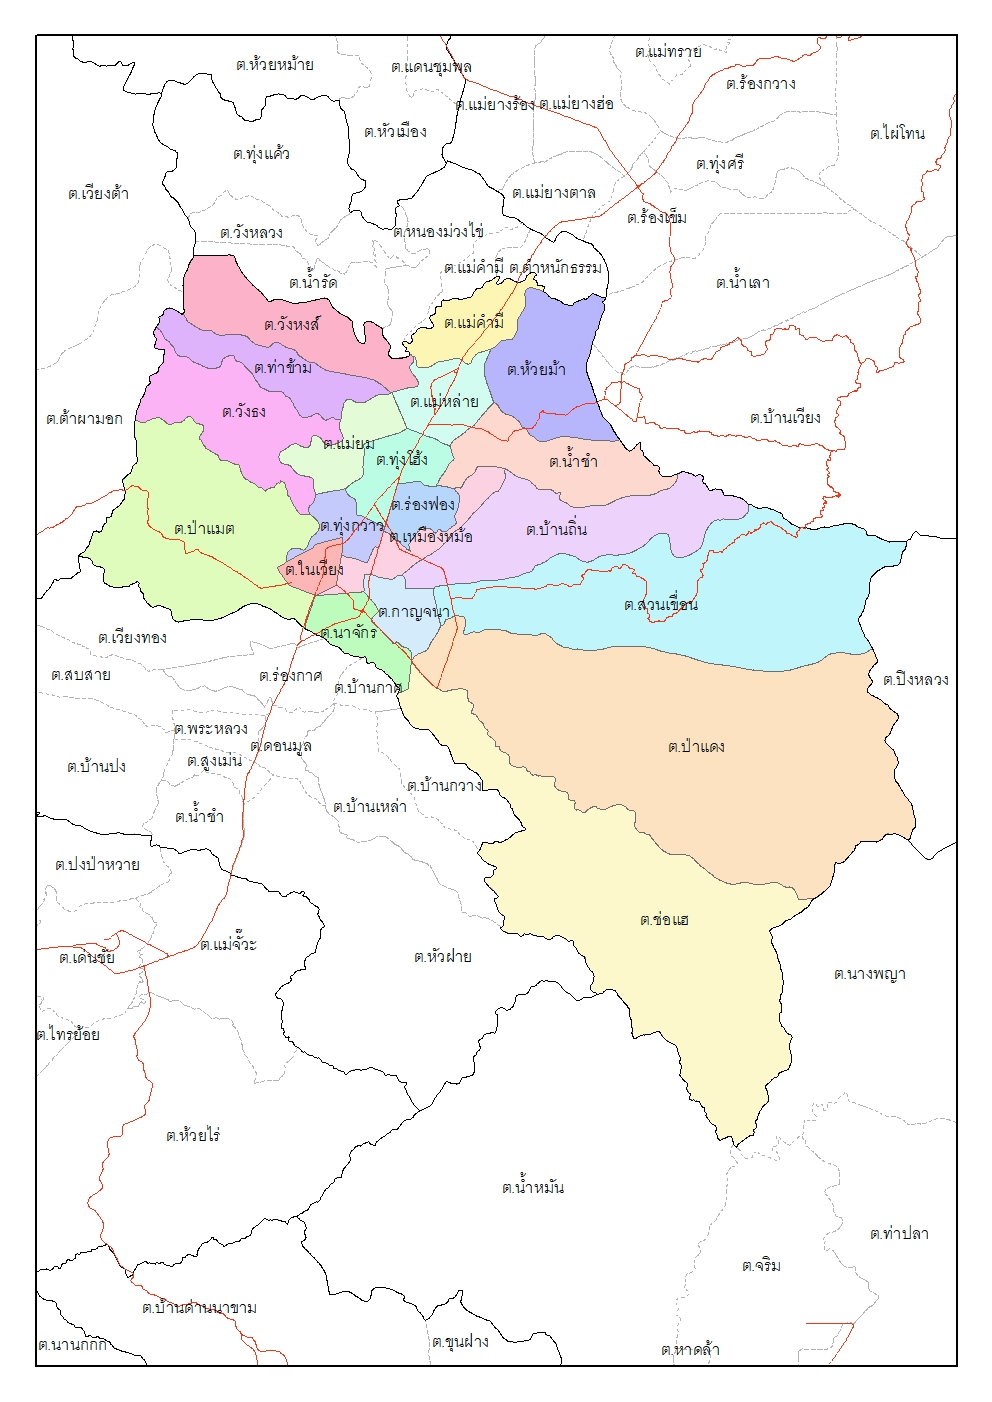 ต.แม่ทราย
ต.ห้วยหม้าย
ต.แดนชุมพล
ต.ร้องกวาง
ต.แม่ยางร้อง
ต.แม่ยางฮ่อ
ต.หัวเมือง
ต.ไผ่โทน
ต.ทุ่งแค้ว
ต.ทุ่งศรี
ต.เวียงต้า
ต.แม่ยางตาล
ต.ร้องเข็ม
ต.วังหลวง
ต.หนองม่วงไข่
ต.แม่คำมี
ต.ตำหนักธรรม
ต.น้ำรัด
ต.น้ำเลา
ต.วังหงส์
ต.แม่คำมี
ต.ท่าข้าม
ต.ห้วยม้า
ต.แม่หล่าย
ต.วังธง
ต.ต้าผามอก
ต.บ้านเวียง
ต.แม่ยม
ต.ทุ่งโฮ้ง
ต.น้ำชำ
ต.ร่องฟอง
ต.ป่าแมต
ต.ทุ่งกวาว
ต.เหมืองหม้อ
ต.บ้านถิ่น
ต.ในเวียง
ต.สวนเขื่อน
ต.กาญจนา
ต.นาจักร
ต.เวียงทอง
ต.สบสาย
ต.ร่องกาศ
ต.บ้านกาศ
ต.ปิงหลวง
ต.พระหลวง
ต.ดอนมูล
ต.ป่าแดง
ต.สูงเม่น
ต.บ้านปง
ต.บ้านกวาง
ต.บ้านเหล่า
ต.น้ำชำ
ต.ปงป่าหวาย
ต.ช่อแฮ
ต.แม่จั๊วะ
ต.เด่นชัย
ต.หัวฝาย
ต.นางพญา
ต.ไทรย้อย
ต.ห้วยไร่
ต.น้ำหมัน
ต.ท่าปลา
ต.จริม
ต.บ้านด่านนาขาม
ต.นานกกก
ต.ขุนฝาง
ต.หาดล้า